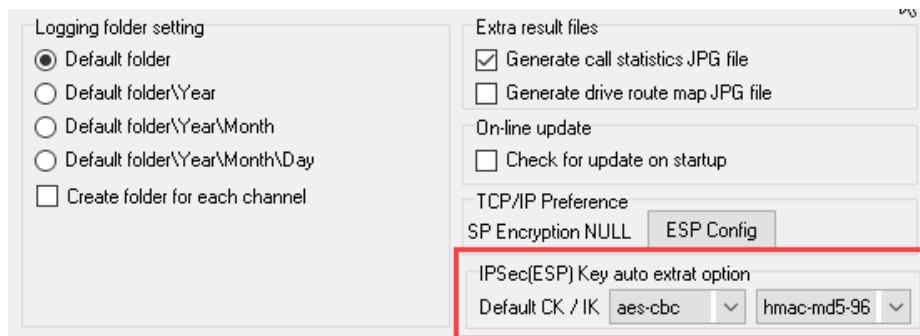 Logging folder setting
Default folder
Default folder\Year
Default folder\Year\Month
Default folder\Year\Month\Day
Create folder for each channel
Extra result files
Generate call statistics JPG file
Generate drive route map JPG file
On-line update
Check for update on startup
TCP/IP Preference
SP Encryption NULL ESP Config
IPSec(ESP) Key auto extrat option
Default CK / IK aes-cbc hmac-md5-96